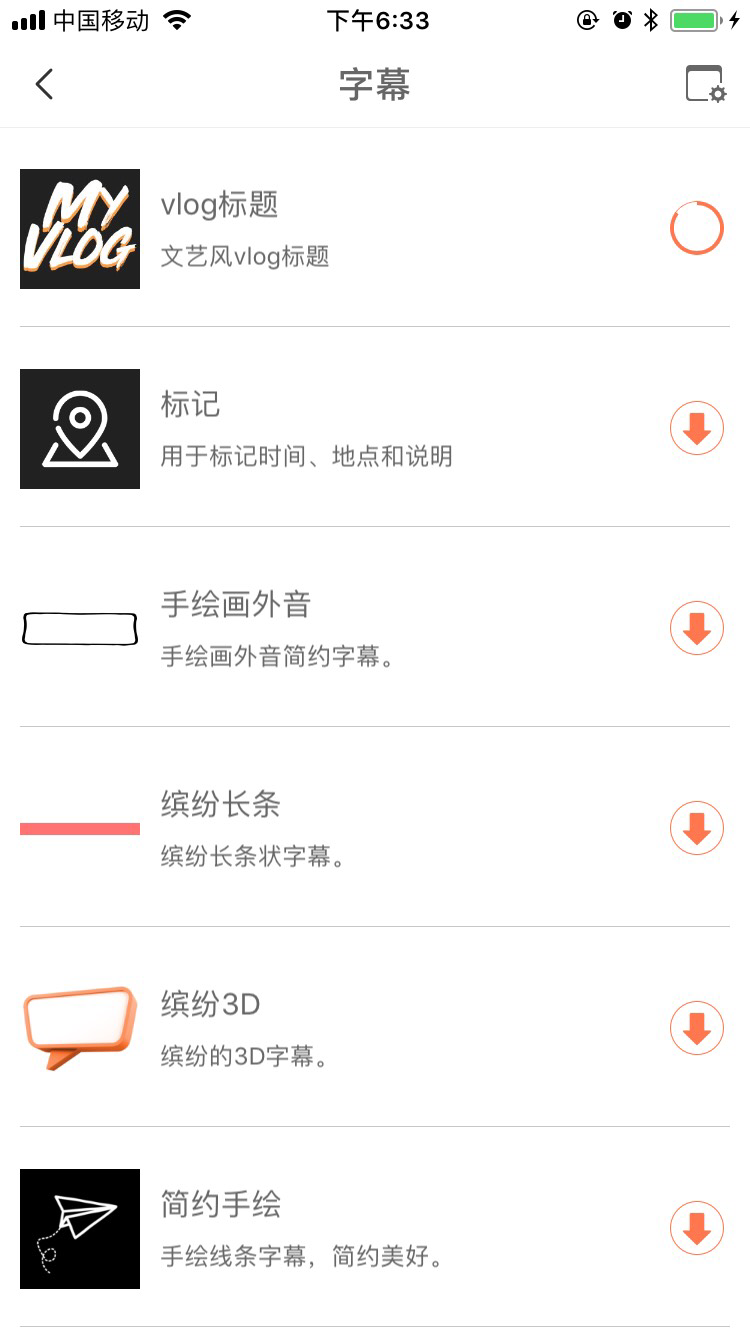 中国移动
下午6:33
字幕
MY
VLOG
vlog标题
文艺风vlog标题
标记
用于标记时间、地点和说明
手绘画外音
手绘画外音简约字幕。
缤纷长条
缤纷长条状字幕。
缤纷3D
缤纷的3D字幕。
简约手绘
手绘线条字幕，简约美好。